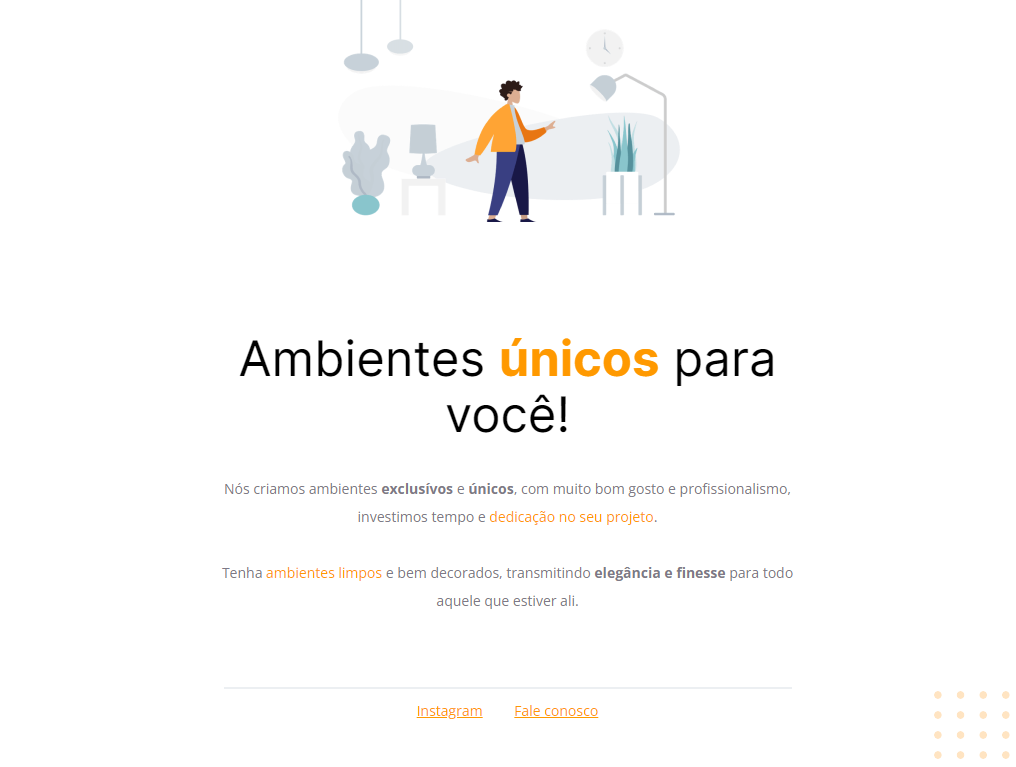 Ambientes únicos para
você!
Nós criamos ambientes exclusívos e únicos, com muito bom gosto e profissionalismo,
investimos tempo e dedicação no seu projeto.
Tenha ambientes limpos e bem decorados, transmitindo elegância e finesse para todo
aquele que estiver ali.
Instagram Fale conosco